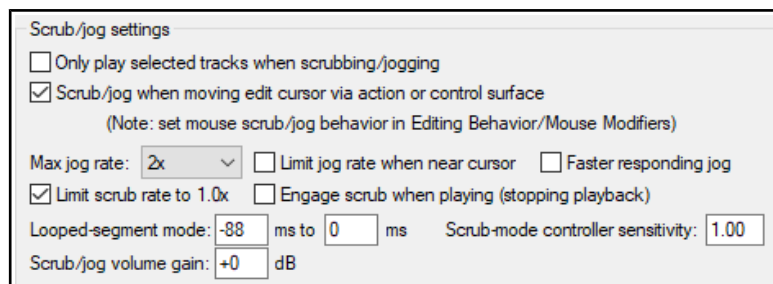 Scrub/jog settings
Only play selected tracks when scrubbing/jogging
Scrub/jog when moving edit cursor via action or control surface
(Note: set mouse scrub/jog behavior in Editing Behavior/Mouse Modifiers)
Max jog rate: 2x Limit jog rate when near cursor Faster responding jog
Limit scrub rate to 1.0x Engage scrub when playing (stopping playback)
Looped-segment mode: -88 ms to 0 ms Scrub-mode controller sensitivity: 1.00
Scrub/jog volume gain: +0 dB